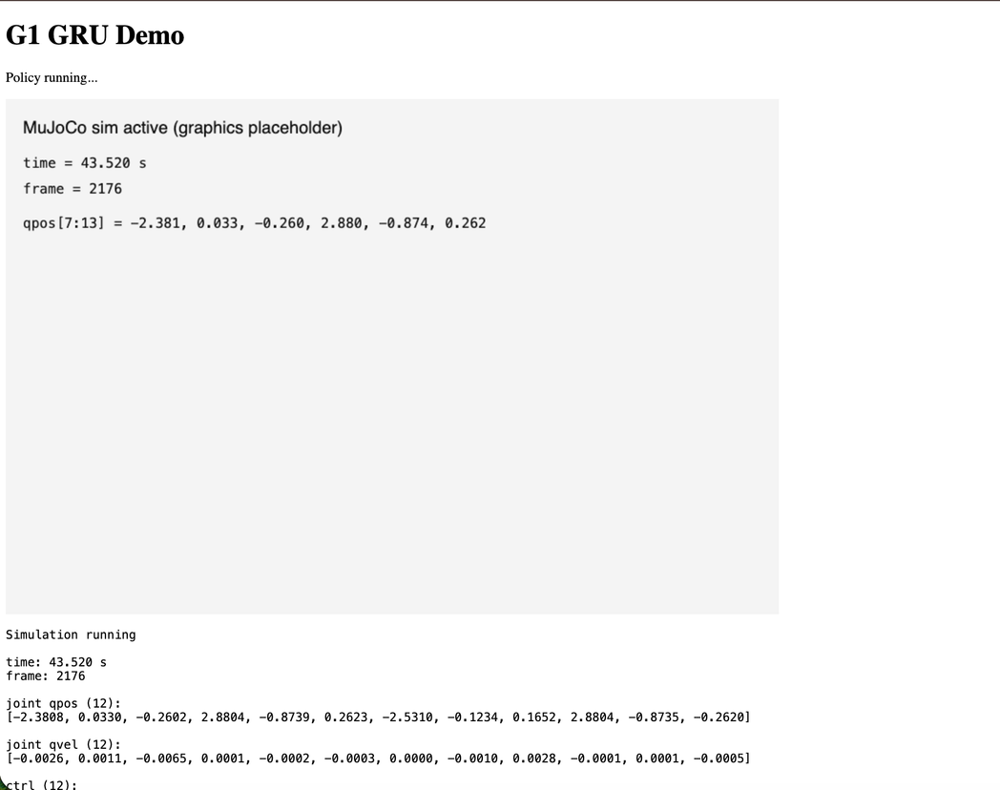 G1 GRU Demo
Policy running...
MuJoCo sim active (graphics placeholder)
time = 43.520 s
frame = 2176
qpos[7:13] = -2.381, 0.033, -0.260, 2.880, -0.874, 0.262
Simulation running
time: 43.520 s
frame: 2176
joint qpos (12):
[-2.3808, 0.0330, -0.2602, 2.8804, -0.8739, 0.2623, -2.5310, -0.1234, 0.1652, 2.8804, -0.8735, -0.2620]
joint qvel (12):
[-0.0026, 0.0011, -0.0065, 0.0001, -0.0002, -0.0003, 0.0000, -0.0010, 0.0028, -0.0001, 0.0001, -0.0005]
ctrl (12):